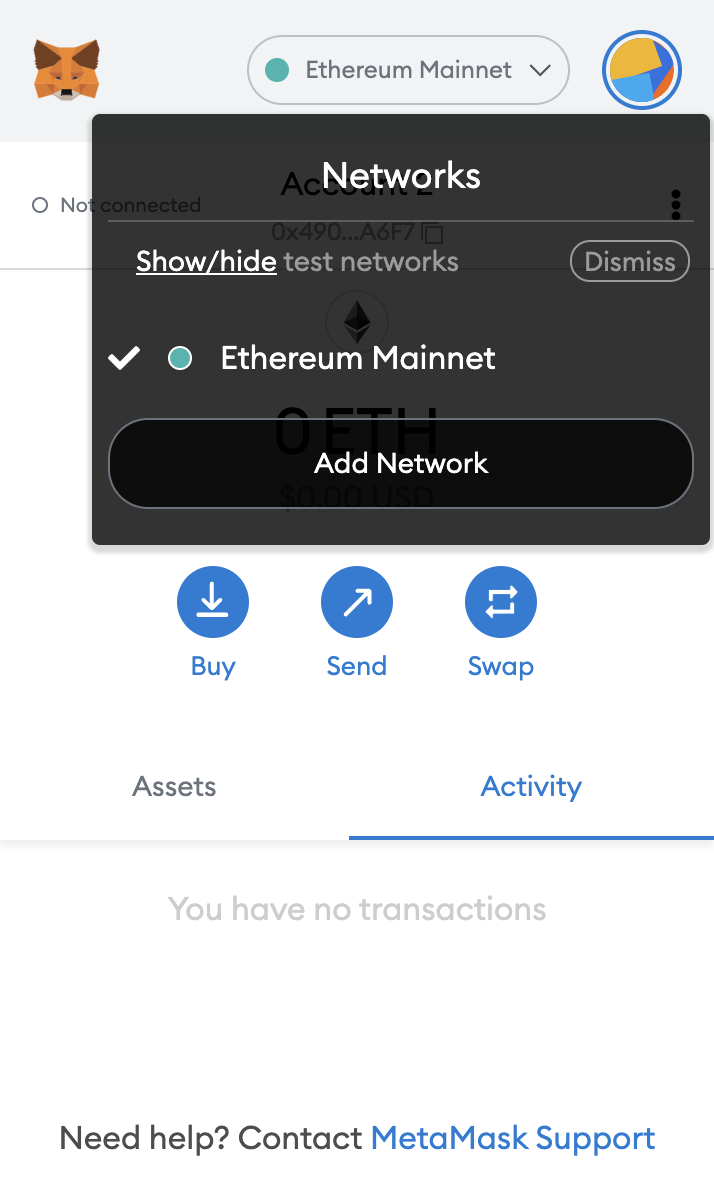 Ethereum Mainnet
Networks
Account 2
Not connected
0x490...A6F7
Show/hide test networks
Dismiss
Ethereum Mainnet
0 ETH
Add Network
$0.00 USD
Buy
Send
Swap
Assets
Activity
You have no transactions
Need help? Contact MetaMask Support